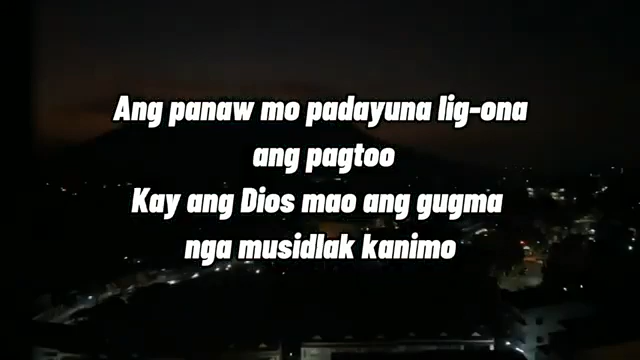 Ang panaw mo padayuna lig-ona
ang pagtoo
Kay ang Dios mao ang gugma
nga musidlak kanimo